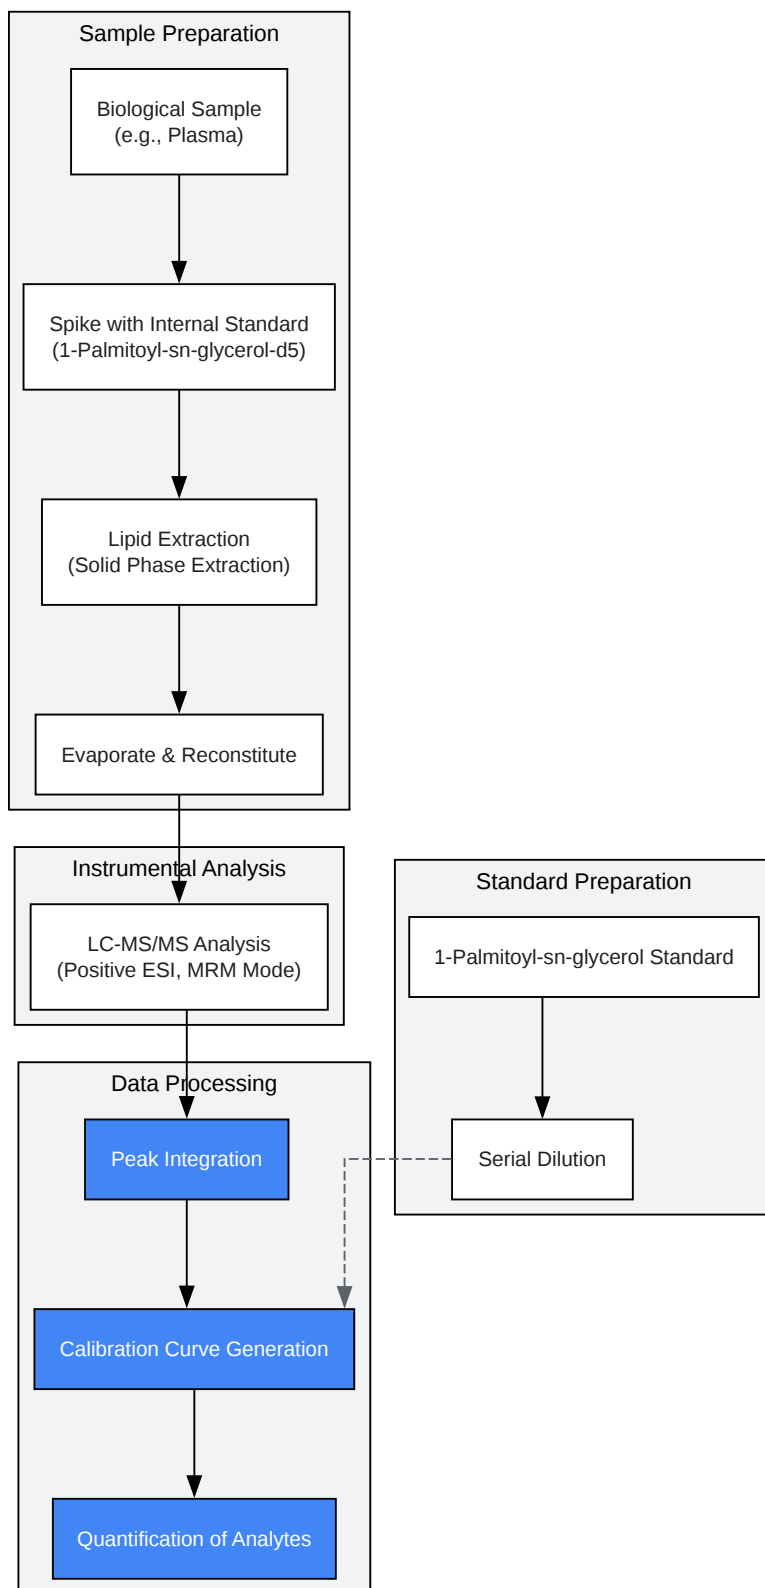 Sample Preparation
Biological Sample
(e.g., Plasma)
Spike with Internal Standard
(1-Palmitoyl-sn-glycerol-d5)
Lipid Extraction
(Solid Phase Extraction)
Evaporate & Reconstitute
Instrumental Analysis
LC-MS/MS Analysis
(Positive ESI, MRM Mode)
Standard Preparation
1-Palmitoyl-sn-glycerol Standard
Serial Dilution
Data Processing
Peak Integration
Calibration Curve Generation
Quantification of Analytes